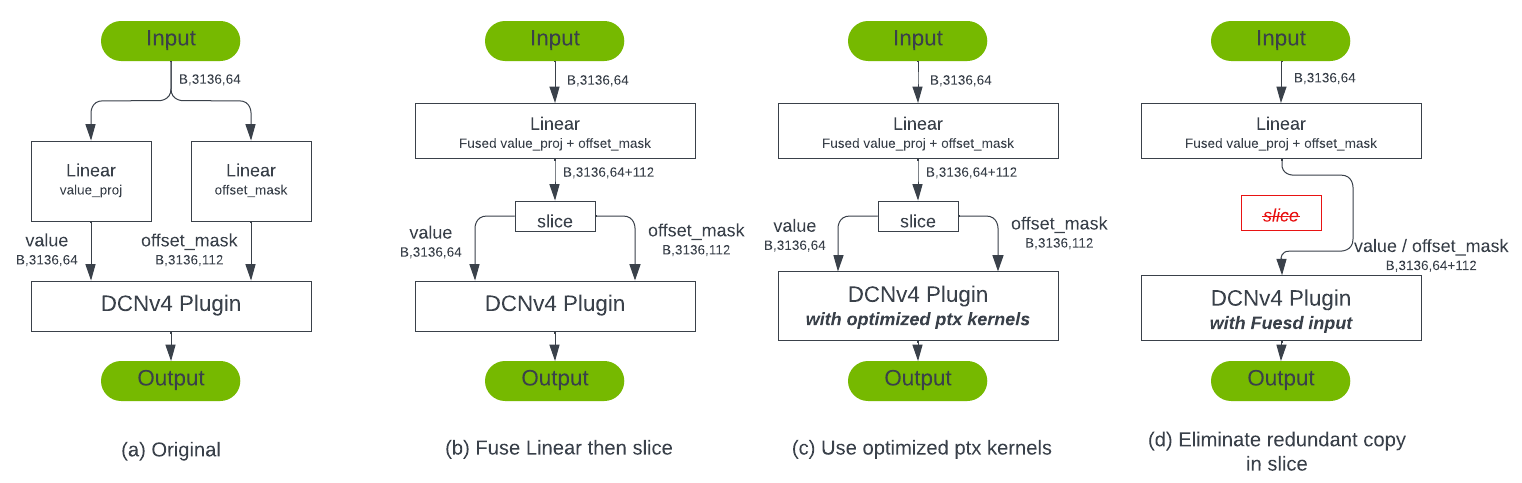 Input
B,3136,64
Linear
value_proj
Linear
offset_mask
value
B,3136,64
offset_mask
B,3136,112
DCNv4 Plugin
Output
(a) Original
Input
B,3136,64
Linear
Fused value_proj + offset_mask
B,3136,64+112
slice
value
B,3136,64
offset_mask
B,3136,112
DCNv4 Plugin
Output
(b) Fuse Linear then slice
Input
B,3136,64
Linear
Fused value_proj + offset_mask
B,3136,64+112
slice
value
B,3136,64
offset_mask
B,3136,112
DCNv4 Plugin
with optimized ptx kernels
Output
(c) Use optimized ptx kernels
Input
B,3136,64
Linear
Fused value_proj + offset_mask
slice
value / offset_mask
B,3136,64+112
DCNv4 Plugin
with Fuesd input
Output
(d) Eliminate redundant copy
in slice